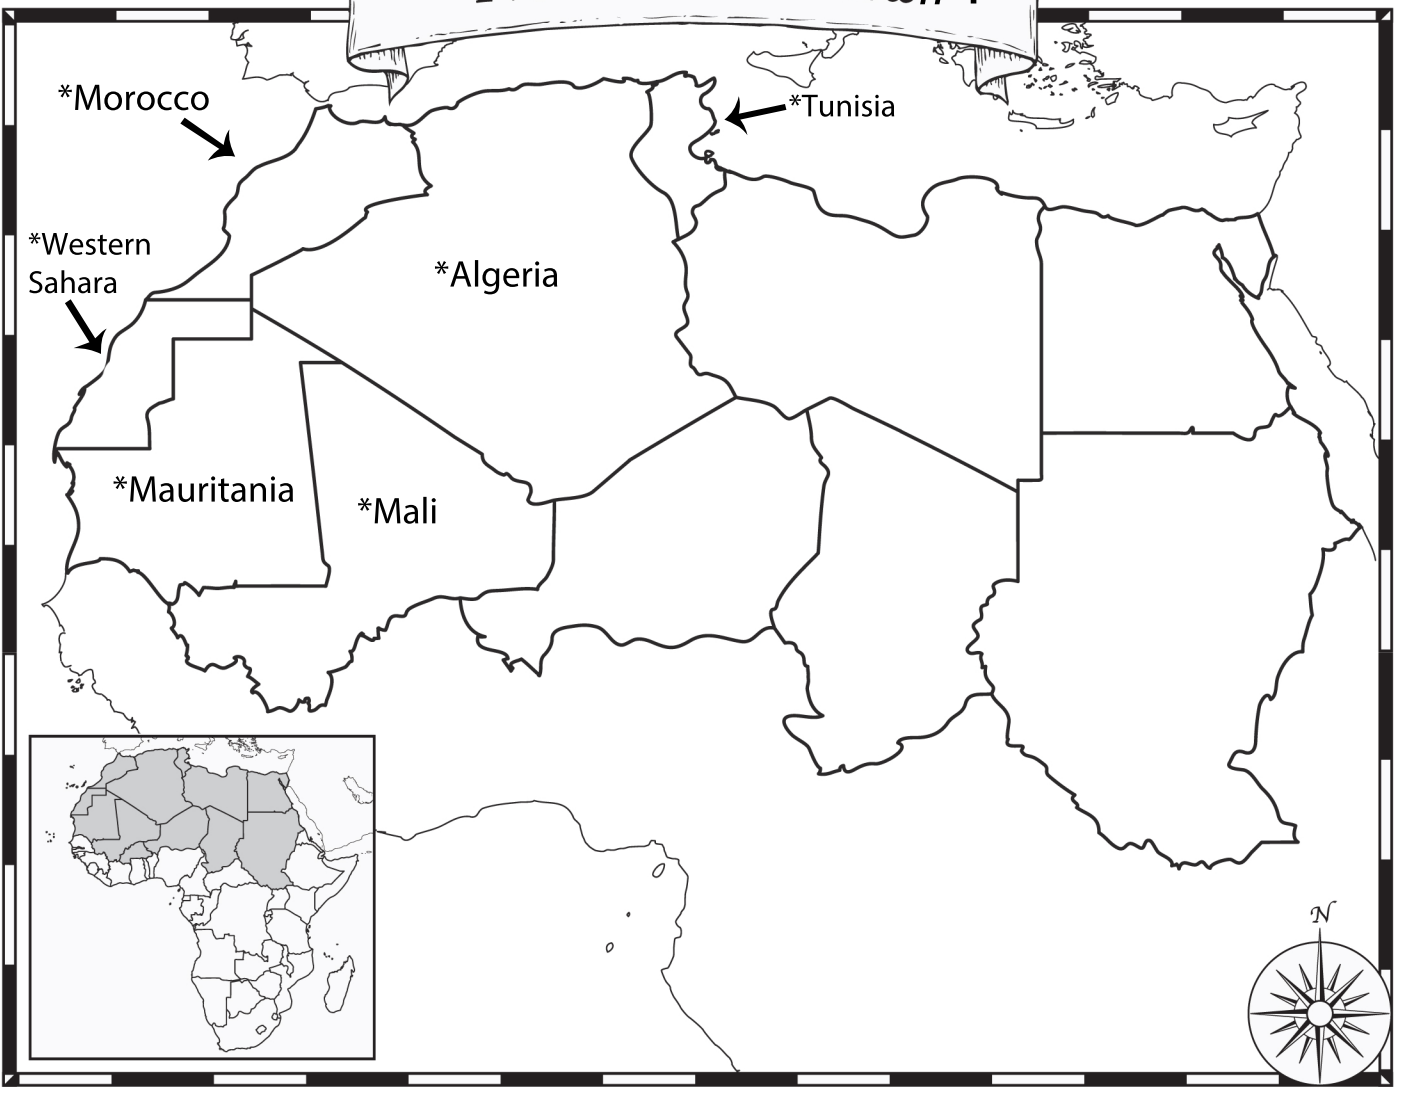 *Morocco
*Tunisia
*Western
Sahara
*Algeria
*Mauritania
*Mali
N